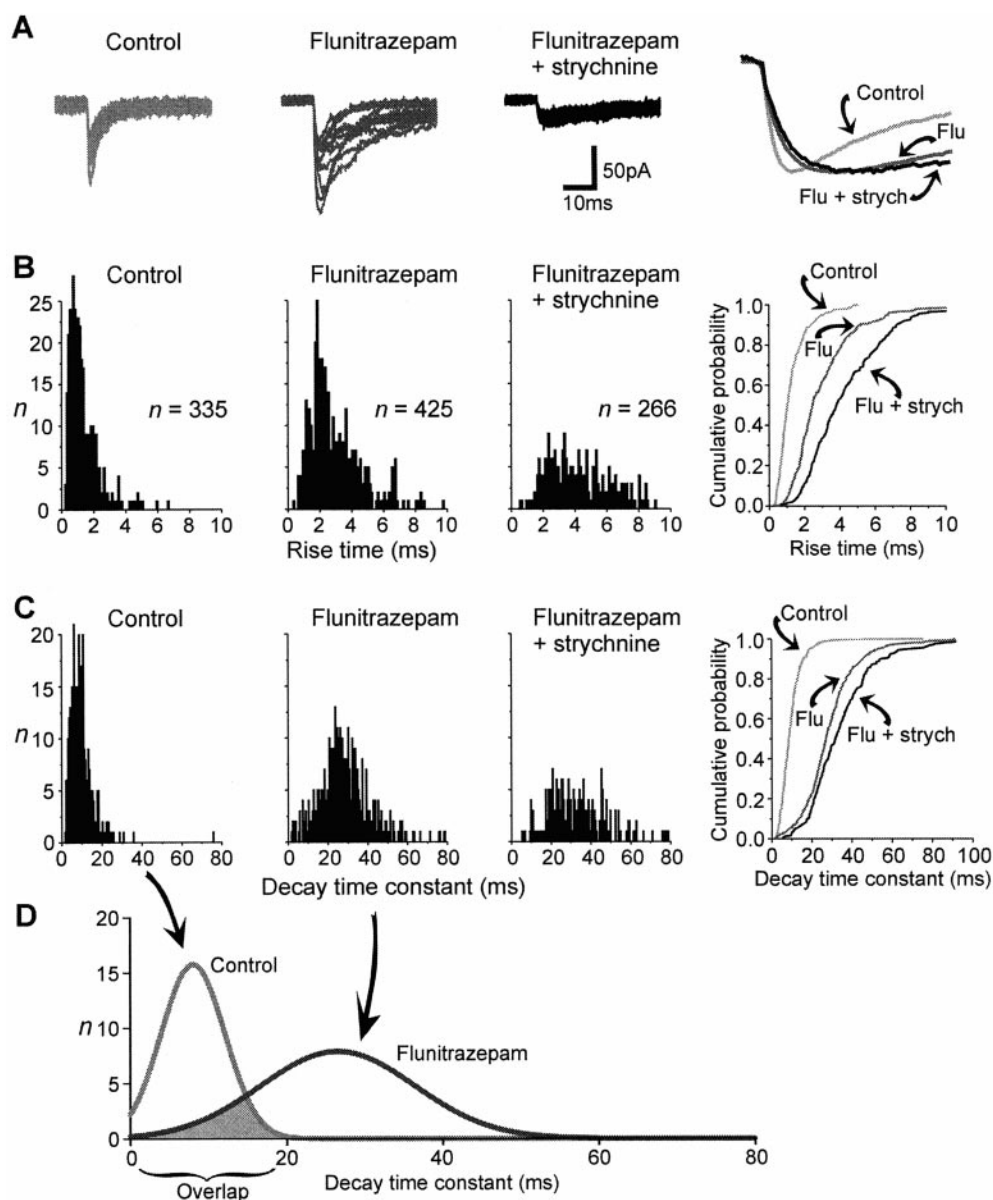 A
Control
Flunitrazepam
Flunitrazepam
+ strychnine
50pA
10ms
Control
Flu
Flu + strych
B
Control
Flunitrazepam
Flunitrazepam
+ strychnine
25
20
15
10
5
0
n
n = 335
n = 425
n = 266
0 2 4 6 8 10
0 2 4 6 8 10
0 2 4 6 8 10
Rise time (ms)
Control
Flu
Flu + strych
Cumulative probability
1.0
0.8
0.6
0.4
0.2
0.0
0 2 4 6 8 10
Rise time (ms)
C
Control
Flunitrazepam
Flunitrazepam
+ strychnine
20
15
10
5
0
n
0 20 40 60 80
0 20 40 60 80
0 20 40 60 80
Decay time constant (ms)
Control
Flu
Flu + strych
Cumulative probability
1.0
0.8
0.6
0.4
0.2
0.0
0 20 40 60 80 100
Decay time constant (ms)
D
20
15
n 10
5
0
Control
Flunitrazepam
0 20 40 60 80
Overlap
Decay time constant (ms)